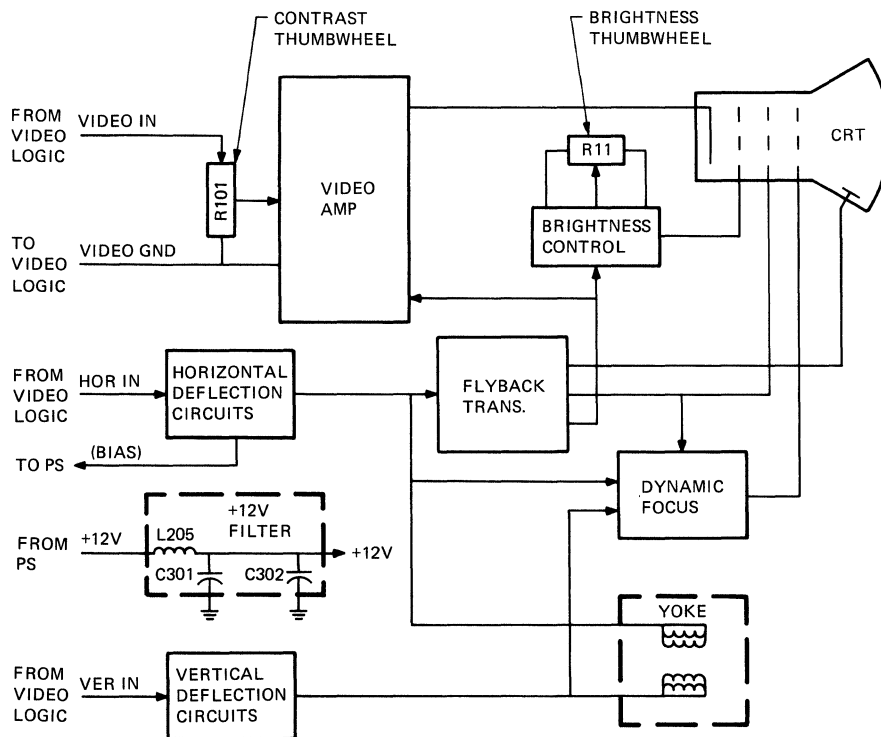 CONTRAST
THUMBWHEEL
BRIGHTNESS
THUMBWHEEL
FROM
VIDEO
LOGIC
VIDEO IN
R101
VIDEO
AMP
R11
BRIGHTNESS
CONTROL
CRT
TO
VIDEO
LOGIC
VIDEO GND
FROM
VIDEO
LOGIC
HOR IN
HORIZONTAL
DEFLECTION
CIRCUITS
FLYBACK
TRANS.
TO PS
(BIAS)
DYNAMIC
FOCUS
FROM
PS
+12V
+12V
FILTER
L205
C301
C302
+12V
YOKE
FROM
VIDEO
LOGIC
VER IN
VERTICAL
DEFLECTION
CIRCUITS